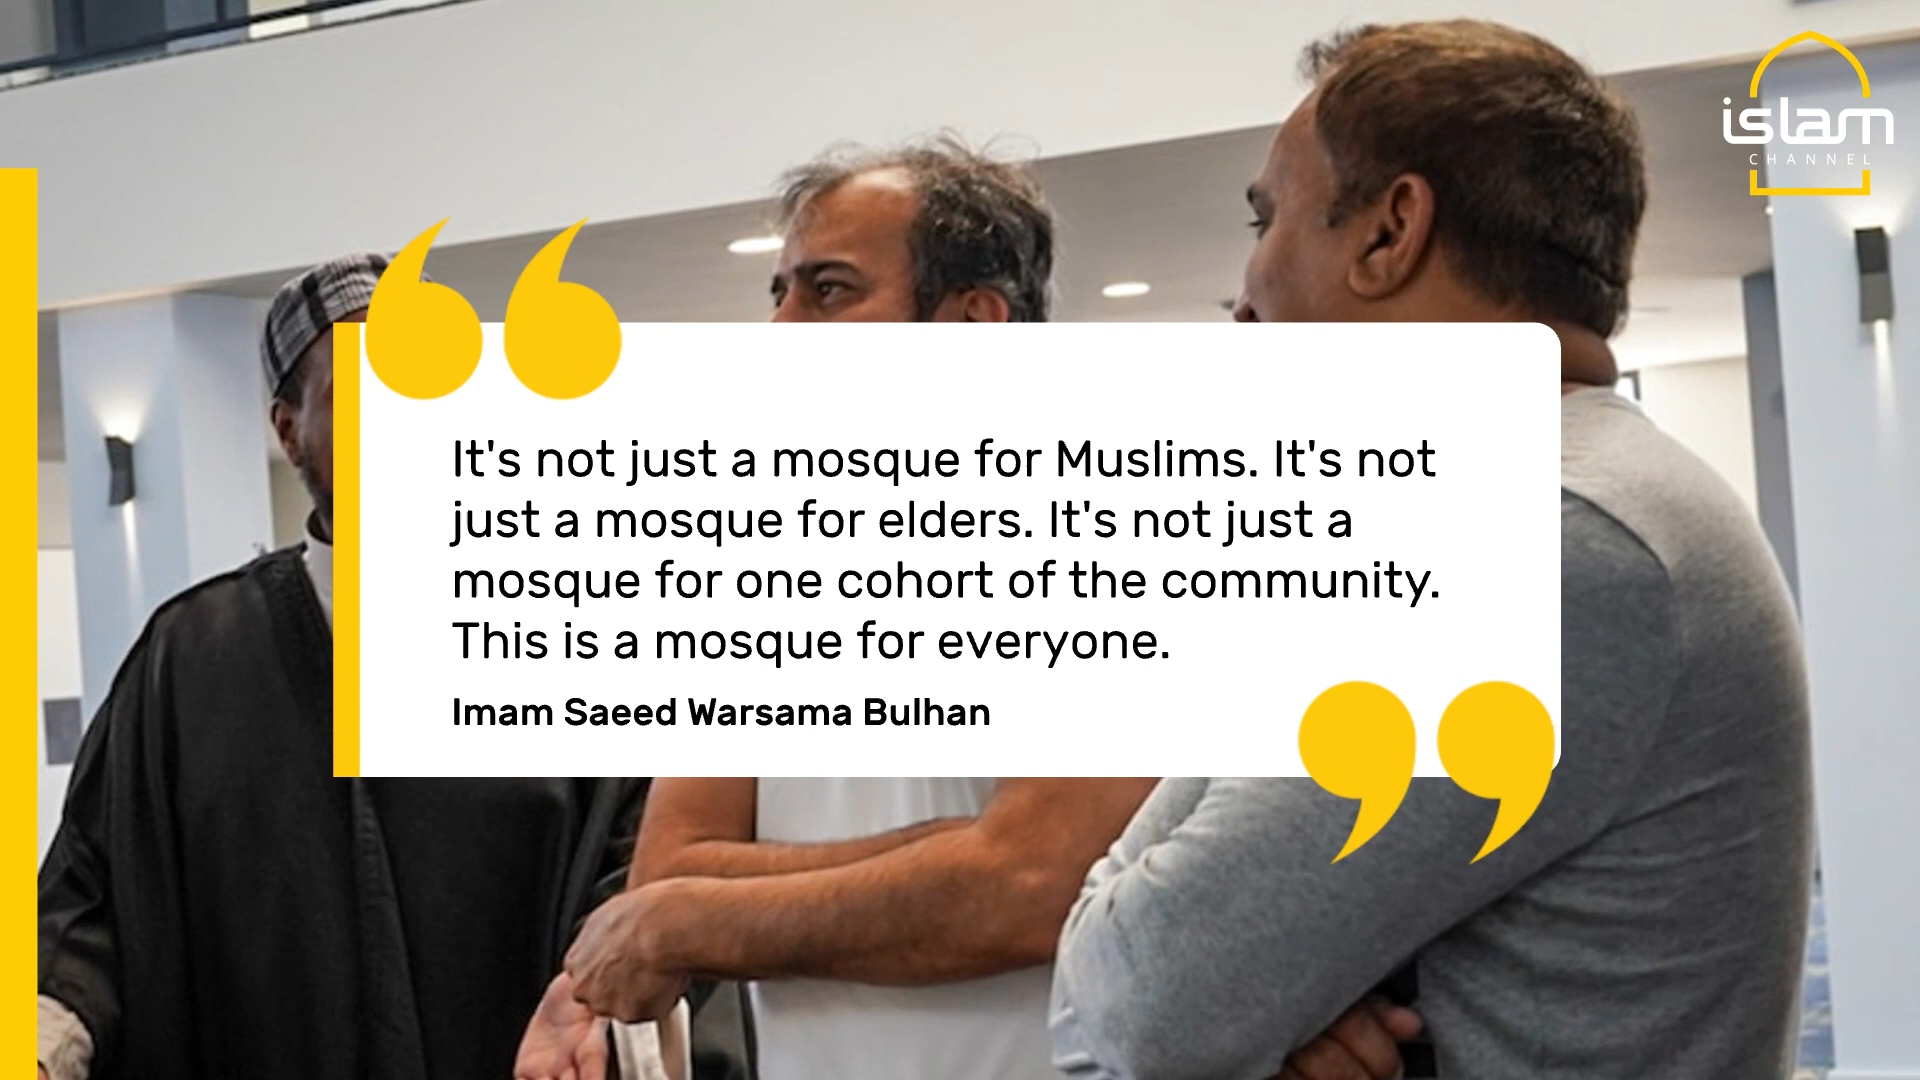 islam
CHANNEL
It's not just a mosque for Muslims. It's not
just a mosque for elders. It's not just a
mosque for one cohort of the community.
This is a mosque for everyone.
Imam Saeed Warsama Bulhan